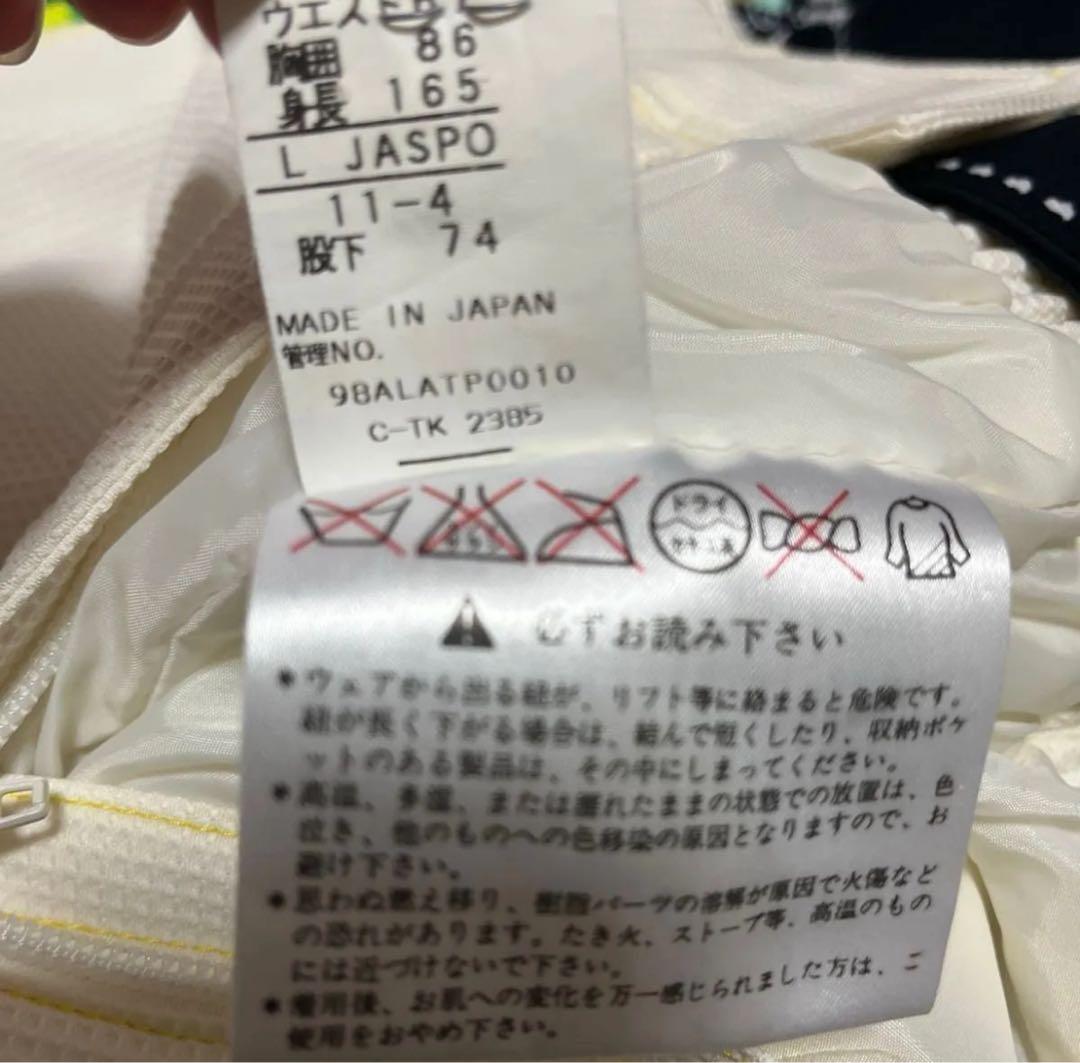 ウエスト
胸囲 86
身長 165
L JASPO
11-4
股下 74
MADE IN JAPAN
管理NO.
98ALATP0010
C-TK 2385
ドライ
セキユ系
必ずお読み下さい
●ウェアから出る紐が、リフト等に絡まると危険です。
紐が長く下がる場合は、結んで短くしたり、収納ポケ
ットのある製品は、その中にしまってください。
●高温、多湿、または濡れたままの状態での放置は、色
泣き、他のものへの色移染の原因となりますので、お
避け下さい。
●思わぬ燃え移り、樹脂パーツの溶解が原因で火傷など
の恐れがあります。たき火、ストーブ等、高温のもの
には近づけないで下さい。
●着用後、お肌への変化を万一感じられました方は、ご
使用をおやめ下さい。